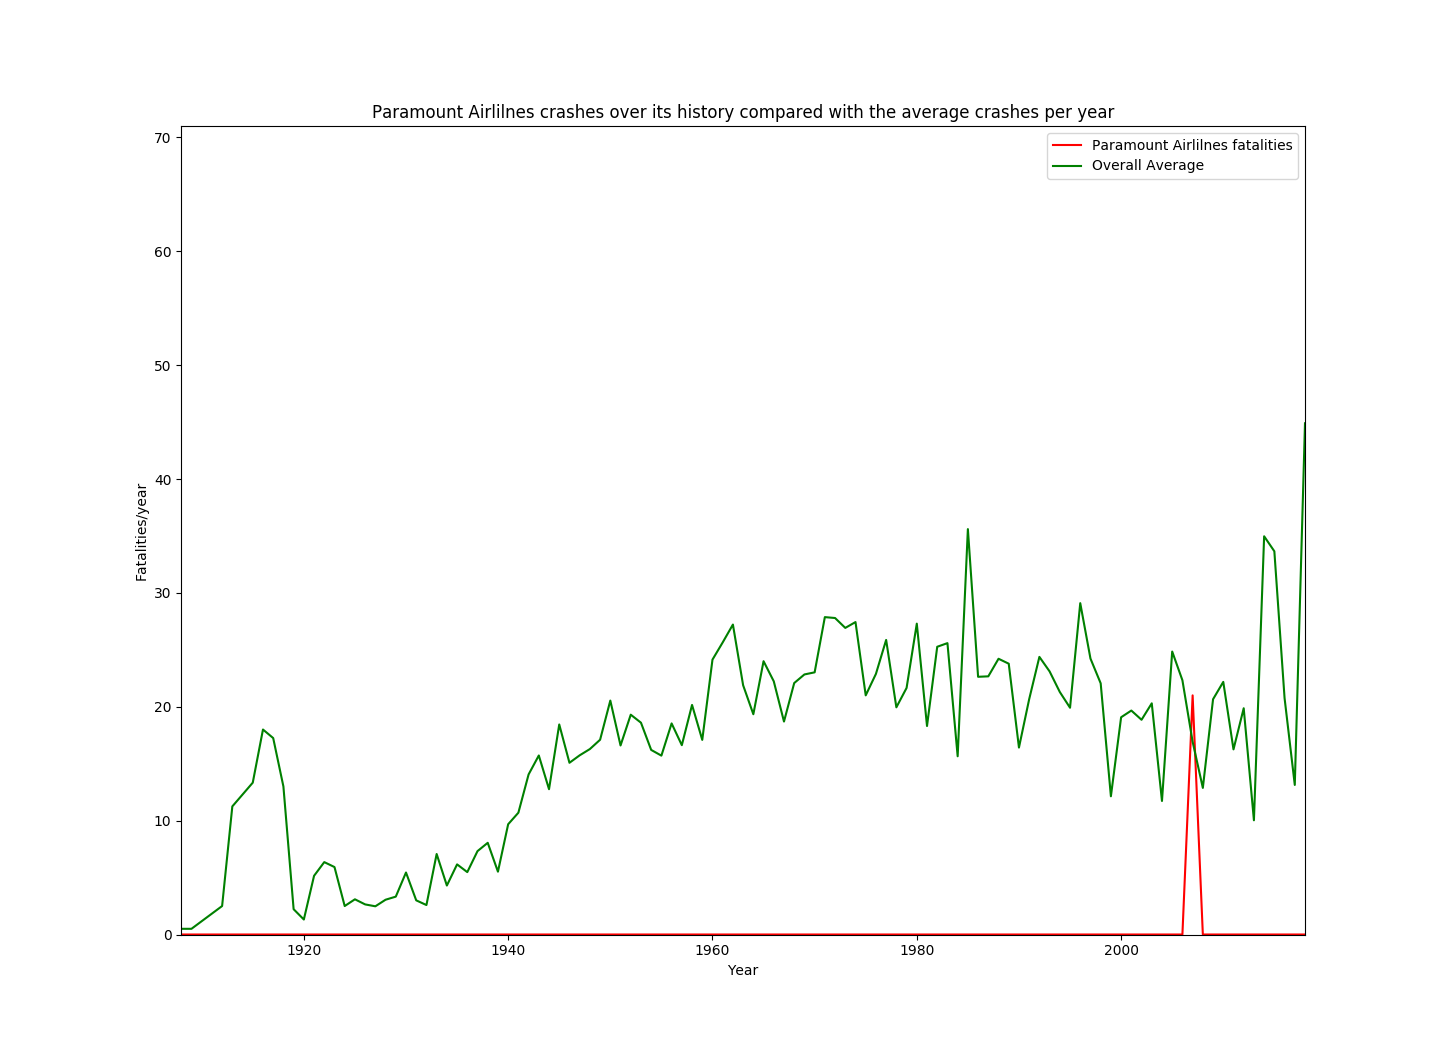 Paramount Airlilnes crashes over its history compared with the average crashes per year
Paramount Airlilnes fatalities
Overall Average
70
60
50
40
30
20
10
0
Fatalities/year
1920 1940 1960 1980 2000
Year